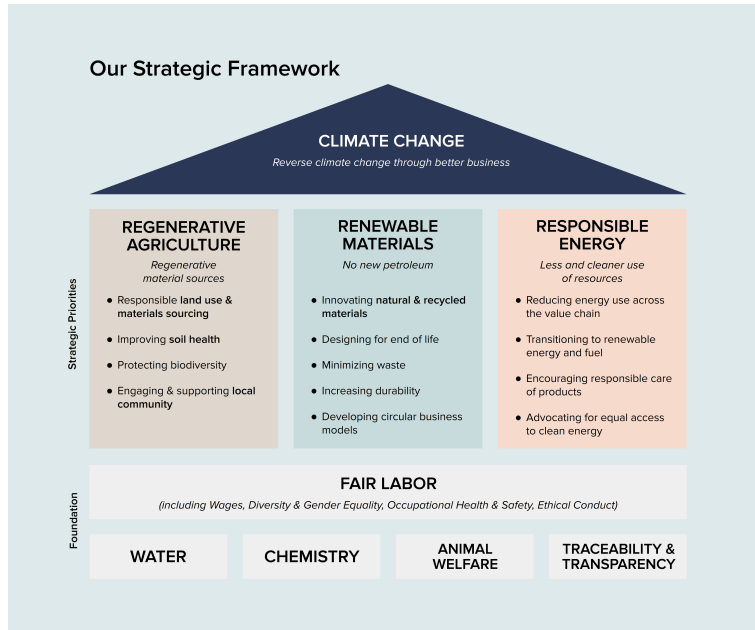 Our Strategic Framework
CLIMATE CHANGE
Reverse climate change through better business
Strategic Priorities
REGENERATIVE
AGRICULTURE
Regenerative
material sources
● Responsible land use &
materials sourcing
● Improving soil health
● Protecting biodiversity
● Engaging & supporting local
community
RENEWABLE
MATERIALS
No new petroleum
● Innovating natural & recycled
materials
● Designing for end of life
● Minimizing waste
● Increasing durability
● Developing circular business
models
RESPONSIBLE
ENERGY
Less and cleaner use
of resources
● Reducing energy use across
the value chain
● Transitioning to renewable
energy and fuel
● Encouraging responsible care
of products
● Advocating for equal access
to clean energy
Foundation
FAIR LABOR
(including Wages, Diversity & Gender Equality, Occupational Health & Safety, Ethical Conduct)
WATER
CHEMISTRY
ANIMAL
WELFARE
TRACEABILITY &
TRANSPARENCY